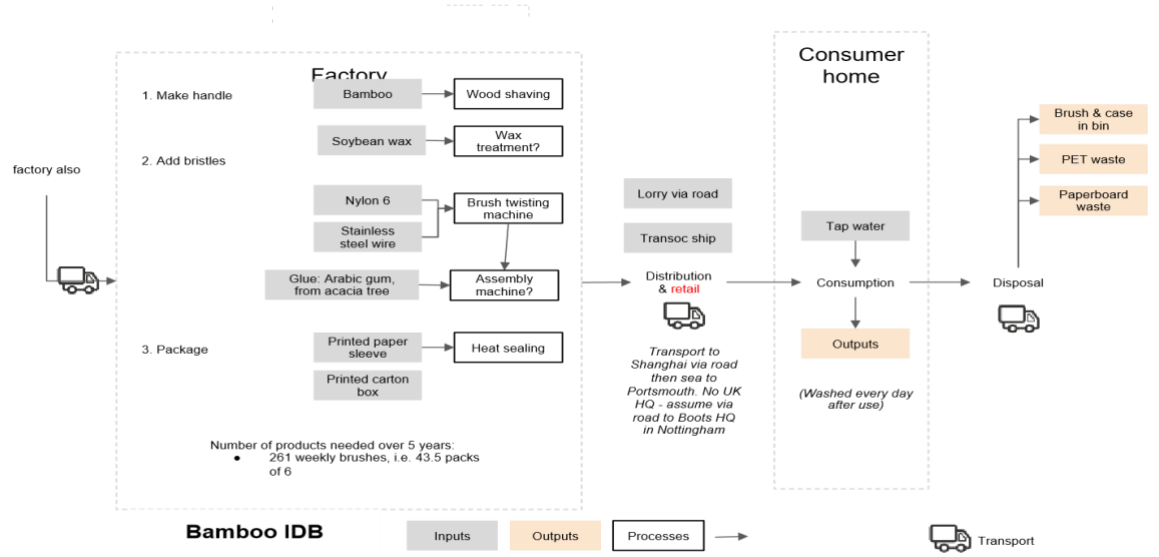 Factory
Consumer
home
1. Make handle
Bamboo
Wood shaving
Soybean wax
Wax
treatment?
2. Add bristles
factory also
Nylon 6
Stainless
steel wire
Brush twisting
machine
Glue: Arabic gum,
from acacia tree
Assembly
machine?
3. Package
Printed paper
sleeve
Heat sealing
Printed carton
box
Number of products needed over 5 years:
● 261 weekly brushes, i.e. 43.5 packs
of 6
Lorry via road
Transoc ship
Distribution
& retail
Transport to
Shanghai via road
then sea to
Portsmouth. No UK
HQ - assume via
road to Boots HQ
in Nottingham
Tap water
Consumption
Outputs
(Washed every day
after use)
Disposal
Brush & case
in bin
PET waste
Paperboard
waste
Bamboo IDB
Inputs
Outputs
Processes
Transport